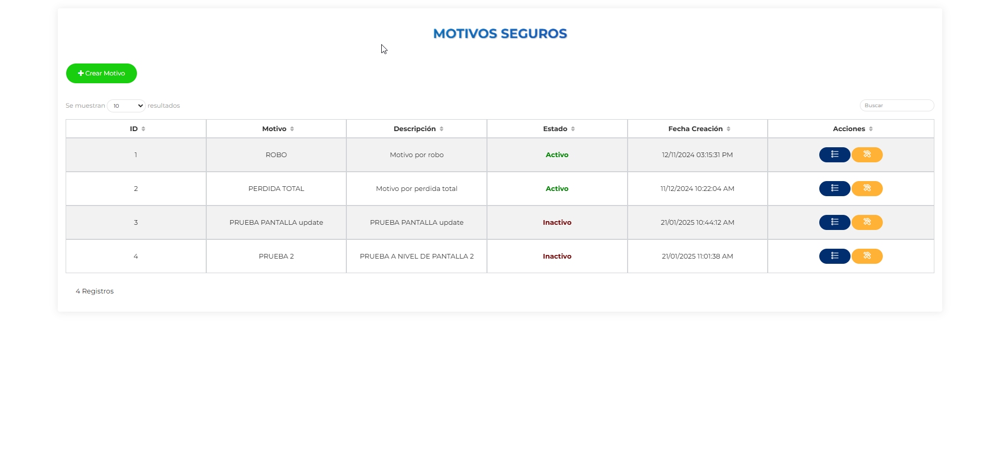 MOTIVOS SEGUROS
Crear Motivo
Se muestran 10 resultados
Buscar
ID Motivo Descripción Estado Fecha Creación Acciones
1 ROBO Motivo por robo Activo 12/11/2024 03:15:31 PM
2 PERDIDA TOTAL Motivo por perdida total Activo 11/12/2024 10:22:04 AM
3 PRUEBA PANTALLA update PRUEBA PANTALLA update Inactivo 21/01/2025 10:44:12 AM
4 PRUEBA 2 PRUEBA A NIVEL DE PANTALLA 2 Inactivo 21/01/2025 11:01:38 AM
4 Registros